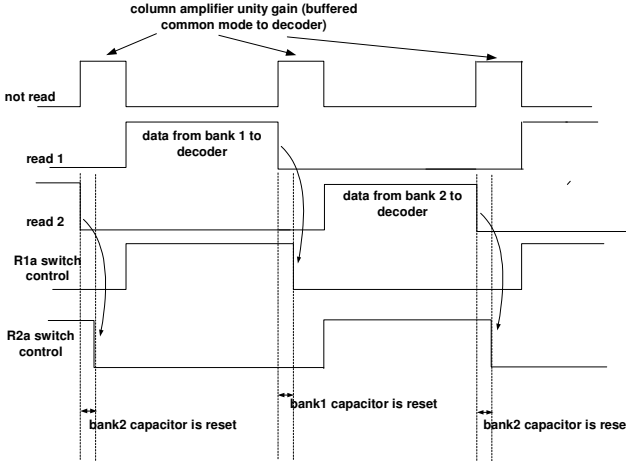 column amplifier unity gain (buffered
common mode to decoder)
not read
data from bank 1 to
decoder
read 1
data from bank 2 to
decoder
read 2
R1a switch
control
R2a switch
control
bank1 capacitor is reset
bank2 capacitor is reset
bank2 capacitor is rese